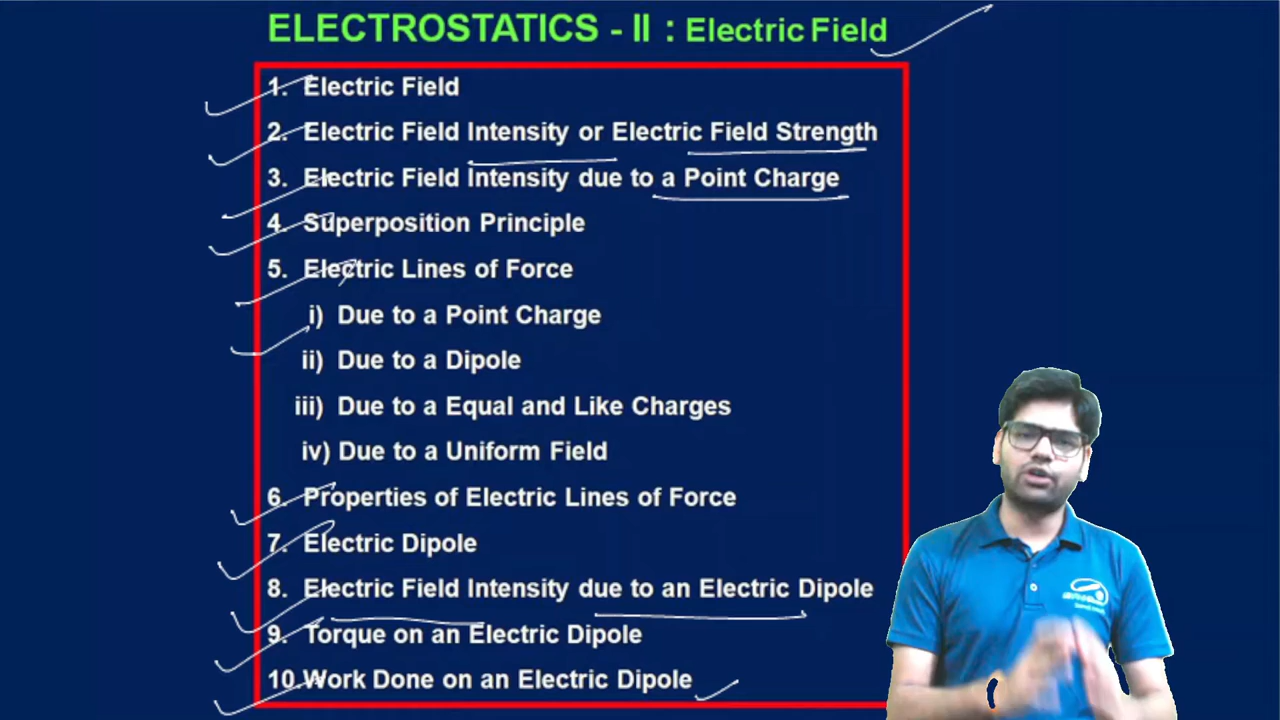 ELECTROSTATICS - II : Electric Field
1. Electric Field
2. Electric Field Intensity or Electric Field Strength
3. Electric Field Intensity due to a Point Charge
4. Superposition Principle
5. Electric Lines of Force
i) Due to a Point Charge
ii) Due to a Dipole
iii) Due to a Equal and Like Charges
iv) Due to a Uniform Field
6. Properties of Electric Lines of Force
7. Electric Dipole
8. Electric Field Intensity due to an Electric Dipole
9. Torque on an Electric Dipole
10.Work Done on an Electric Dipole